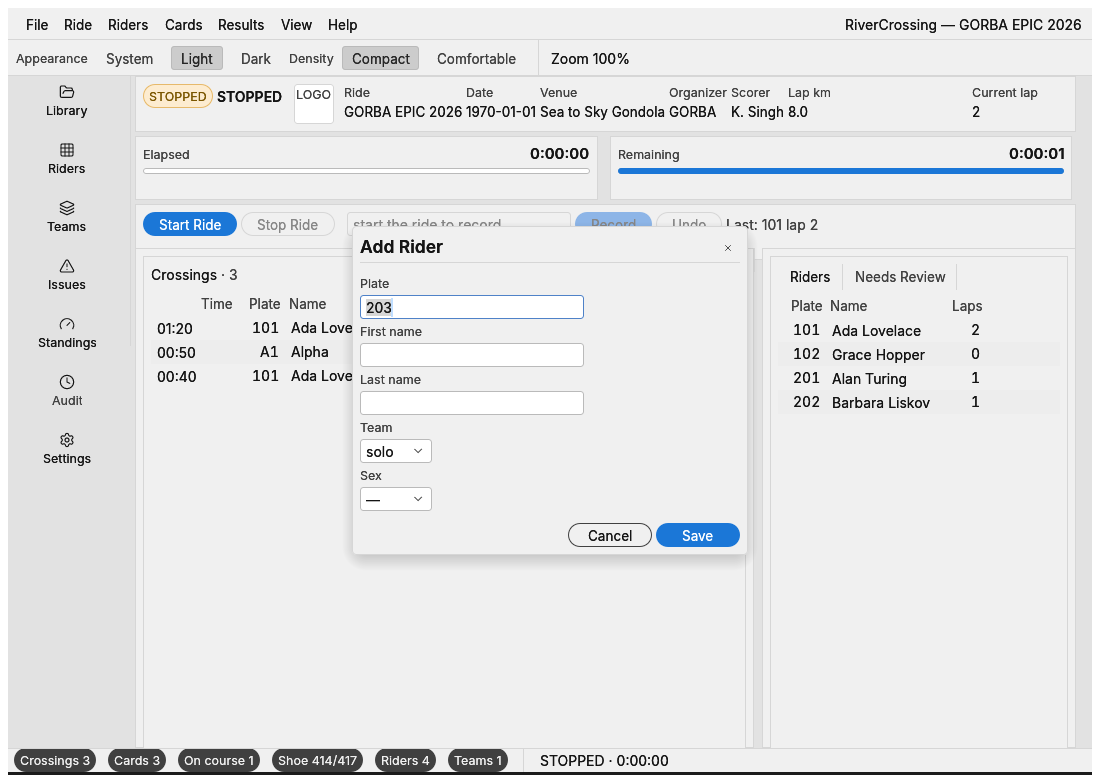 File Ride Riders Cards Results View Help RiverCrossing — GORBA EPIC 2026
Appearance System Light Dark Density Compact Comfortable Zoom 100%
Library
Riders
Teams
Issues
Standings
Audit
Settings
STOPPED STOPPED LOGO
Ride Date Venue Organizer Scorer Lap km Current lap
GORBA EPIC 2026 1970-01-01 Sea to Sky Gondola GORBA K. Singh 8.0 2
Elapsed 0:00:00
Remaining 0:00:01
Start Ride Stop Ride start the ride to record Record Undo Last: 101 lap 2
Crossings · 3
Time Plate Name
01:20 101 Ada Love
00:50 A1 Alpha
00:40 101 Ada Love
Add Rider ×
Plate
203
First name
Last name
Team
solo
Sex
—
Cancel Save
Riders Needs Review
Plate Name Laps
101 Ada Lovelace 2
102 Grace Hopper 0
201 Alan Turing 1
202 Barbara Liskov 1
Crossings 3 Cards 3 On course 1 Shoe 414/417 Riders 4 Teams 1 STOPPED · 0:00:00